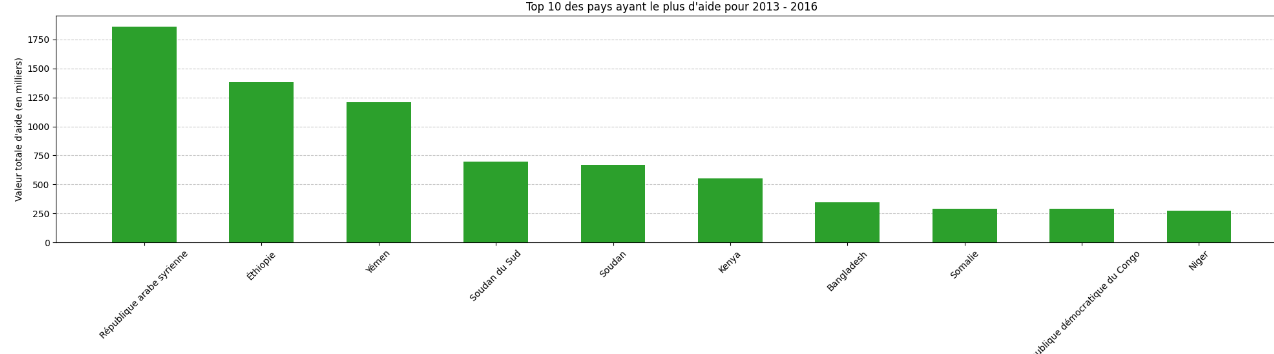 Top 10 des pays ayant le plus d'aide pour 2013 - 2016
Valeur totale d'aide (en milliers)
1750
1500
1250
1000
750
500
250
0
République arabe syrienne
Éthiopie
Yémen
Soudan du Sud
Soudan
Kenya
Bangladesh
Somalie
ublique démocratique du Congo
Niger